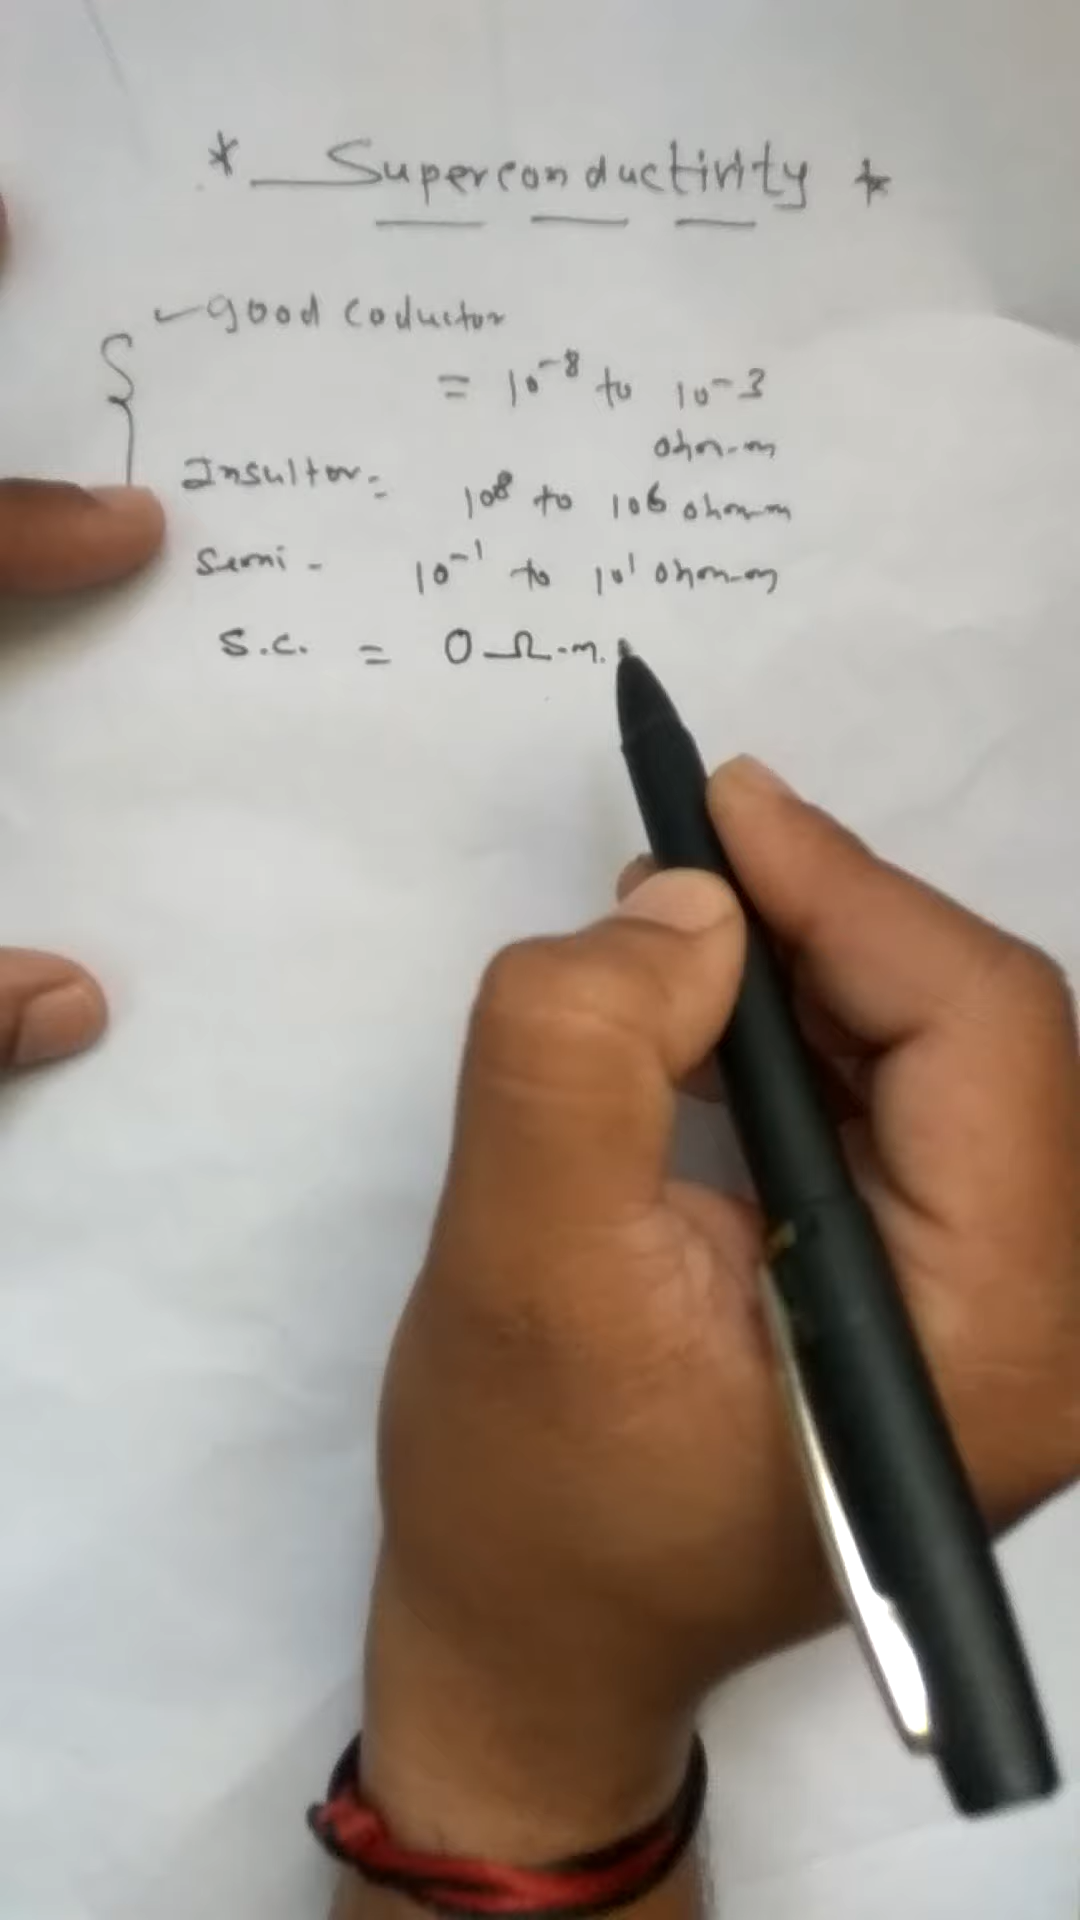 * Superconductivity *
good coductor
= 10⁻⁸ to 10⁻³
ohm-m
Insultor = 10⁸ to 10⁶ ohm-m
Semi - 10⁻¹ to 10¹ ohm-m
S.C. = 0 Ω-m.